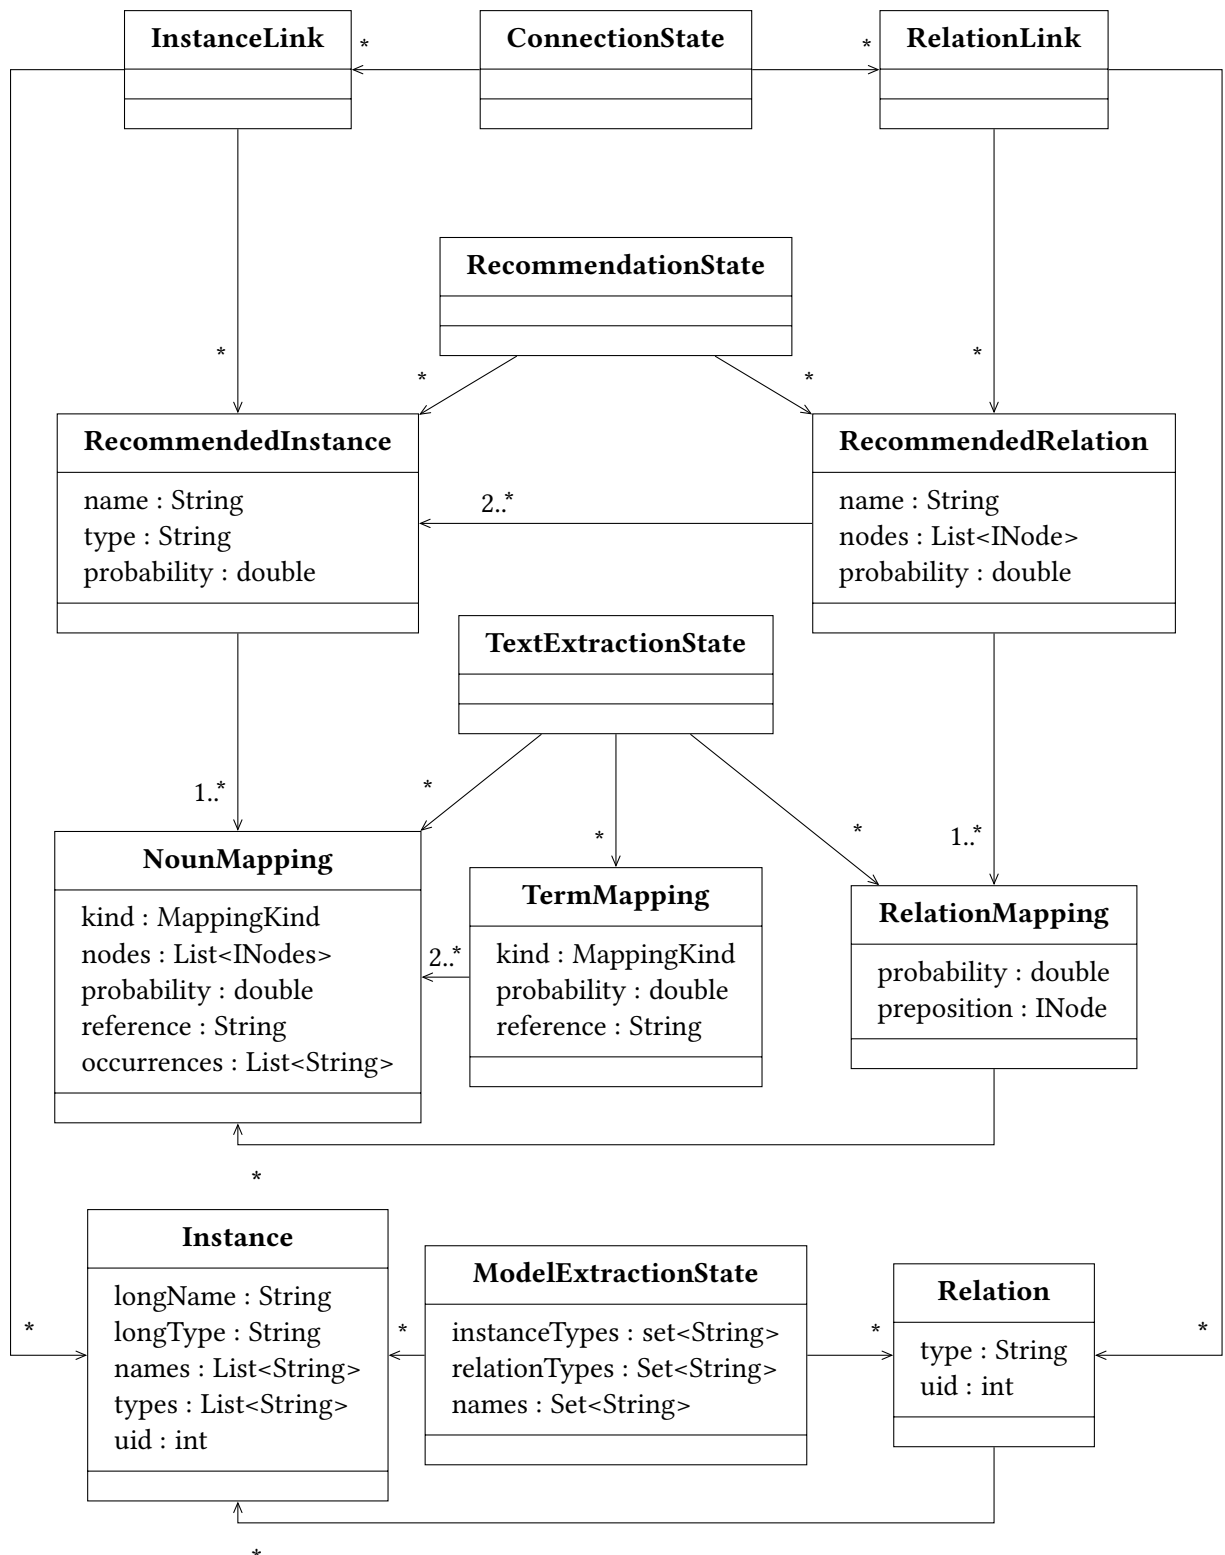 InstanceLink
*
ConnectionState
*
RelationLink
RecommendationState
*
*
*
*
RecommendedInstance
name : String
type : String
probability : double
2..*
RecommendedRelation
name : String
nodes : List<INode>
probability : double
TextExtractionState
1..*
*
*
*
1..*
NounMapping
kind : MappingKind
nodes : List<INodes>
probability : double
reference : String
occurrences : List<String>
2..*
TermMapping
kind : MappingKind
probability : double
reference : String
RelationMapping
probability : double
preposition : INode
*
*
Instance
longName : String
longType : String
names : List<String>
types : List<String>
uid : int
*
ModelExtractionState
instanceTypes : set<String>
relationTypes : Set<String>
names : Set<String>
*
Relation
type : String
uid : int
*
*